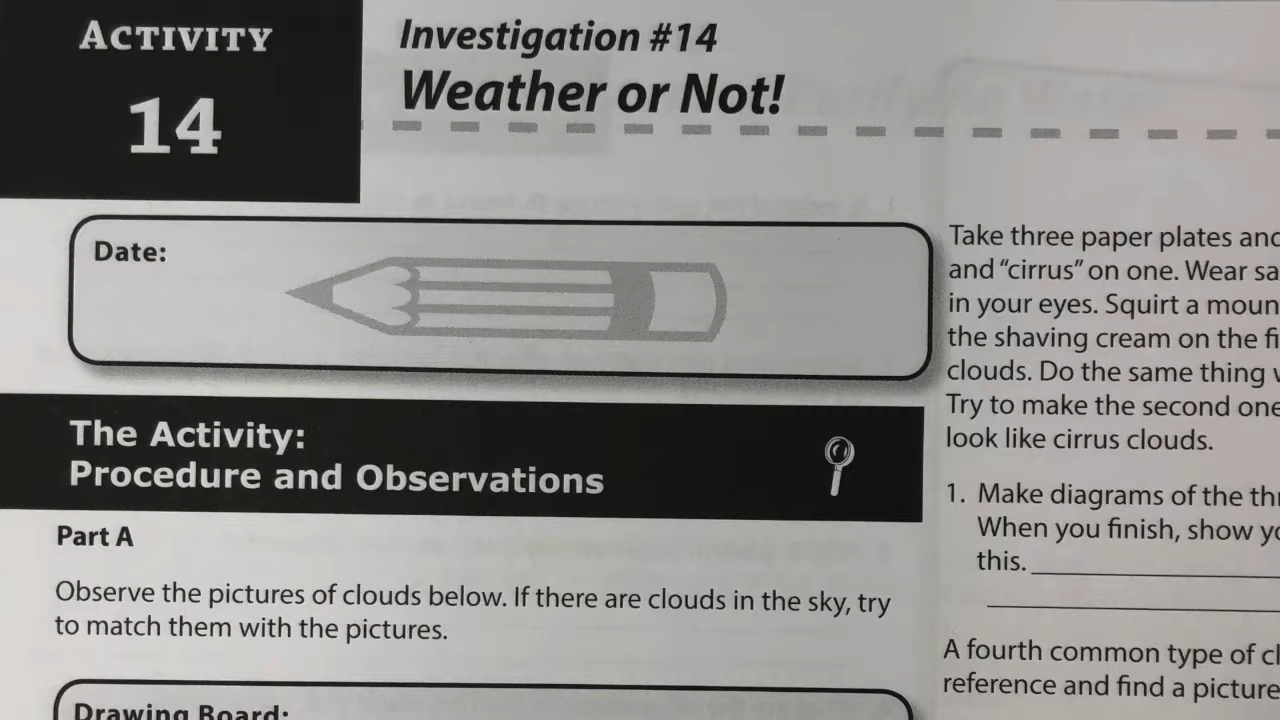 ACTIVITY
14
Investigation #14
Weather or Not!
Date:
The Activity:
Procedure and Observations
Part A
Observe the pictures of clouds below. If there are clouds in the sky, try
to match them with the pictures.
Drawing Board:
Take three paper plates and
and “cirrus” on one. Wear
in your eyes. Squirt a
the shaving cream on the
clouds. Do the same thing
Try to make the second one
look like cirrus clouds.
1. Make diagrams of the
When you finish, show
this.
A fourth common type of
reference and find a picture